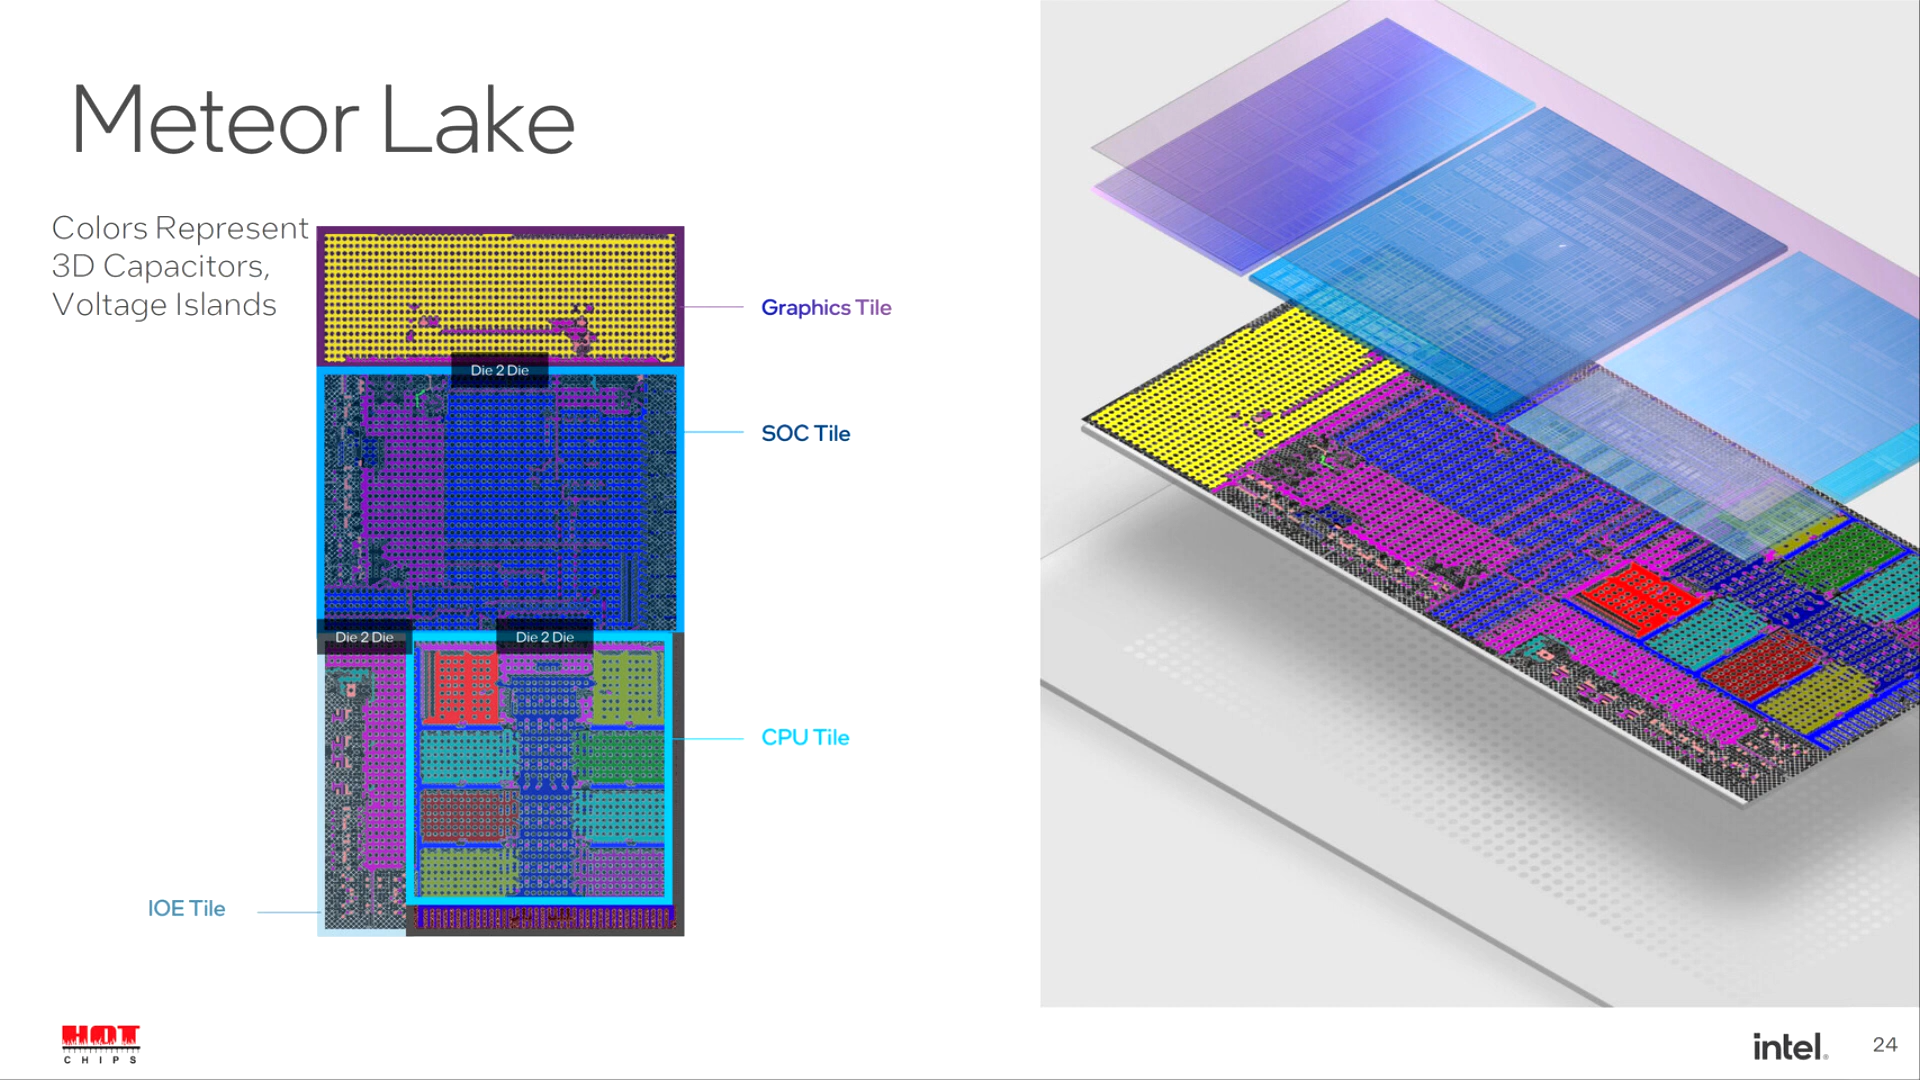 Meteor Lake
Colors Represent
3D Capacitors,
Voltage Islands
Graphics Tile
Die 2 Die
SOC Tile
Die 2 Die
Die 2 Die
CPU Tile
IOE Tile
HOT
CHIPS
intel.
24